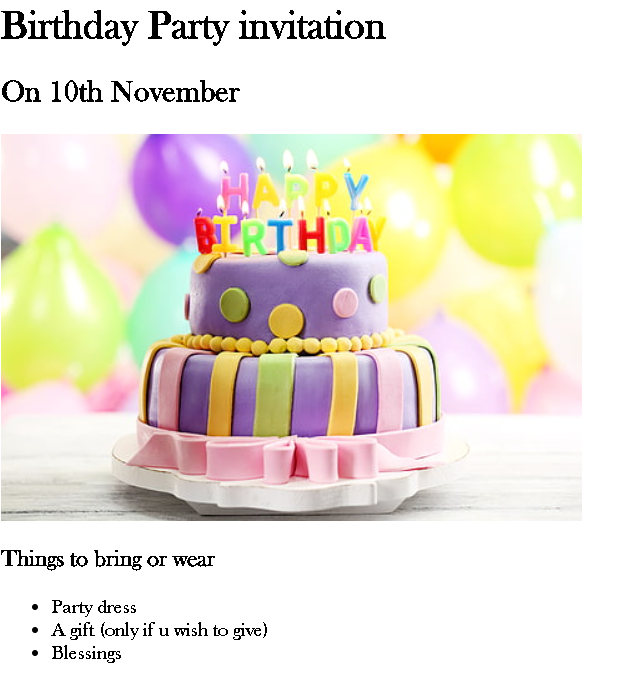 Birthday Party invitation
On 10th November
HAPPY
BIRTHDAY
Things to bring or wear
Party dress
A gift (only if u wish to give)
Blessings